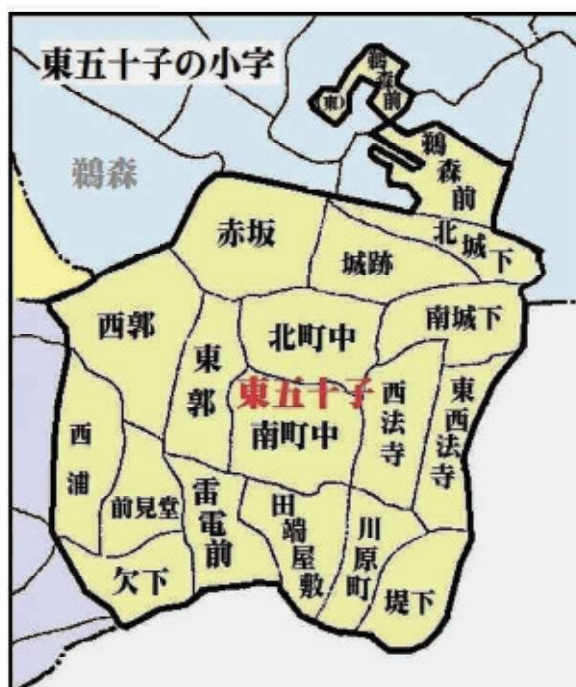 東五十子の小字
鵜森前
(東)
鵜森
鵜森前
赤坂
城跡
北城下
西郭
東郭
北町中
南城下
東五十子
南町中
西法寺
東西法寺
西浦
前見堂
雷電前
田端屋敷
川原町
堤下
欠下